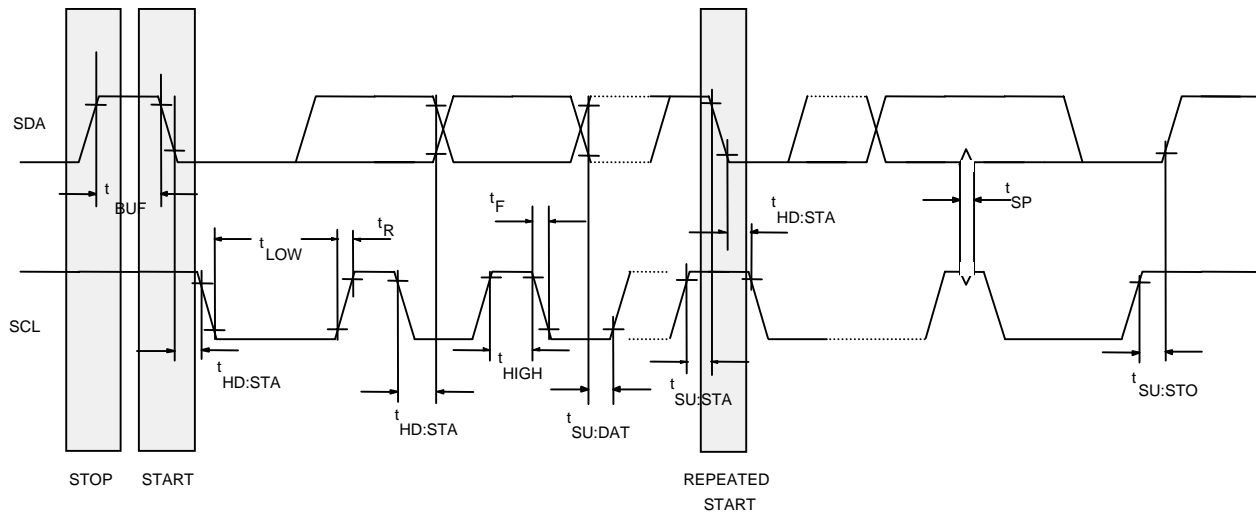 SDA
t BUF
t LOW
t R
t F
t HD:STA
t SP
SCL
t HD:STA
t HD:STA
t HIGH
t SU:DAT
t SU:STA
t SU:STO
STOP
START
REPEATED
START